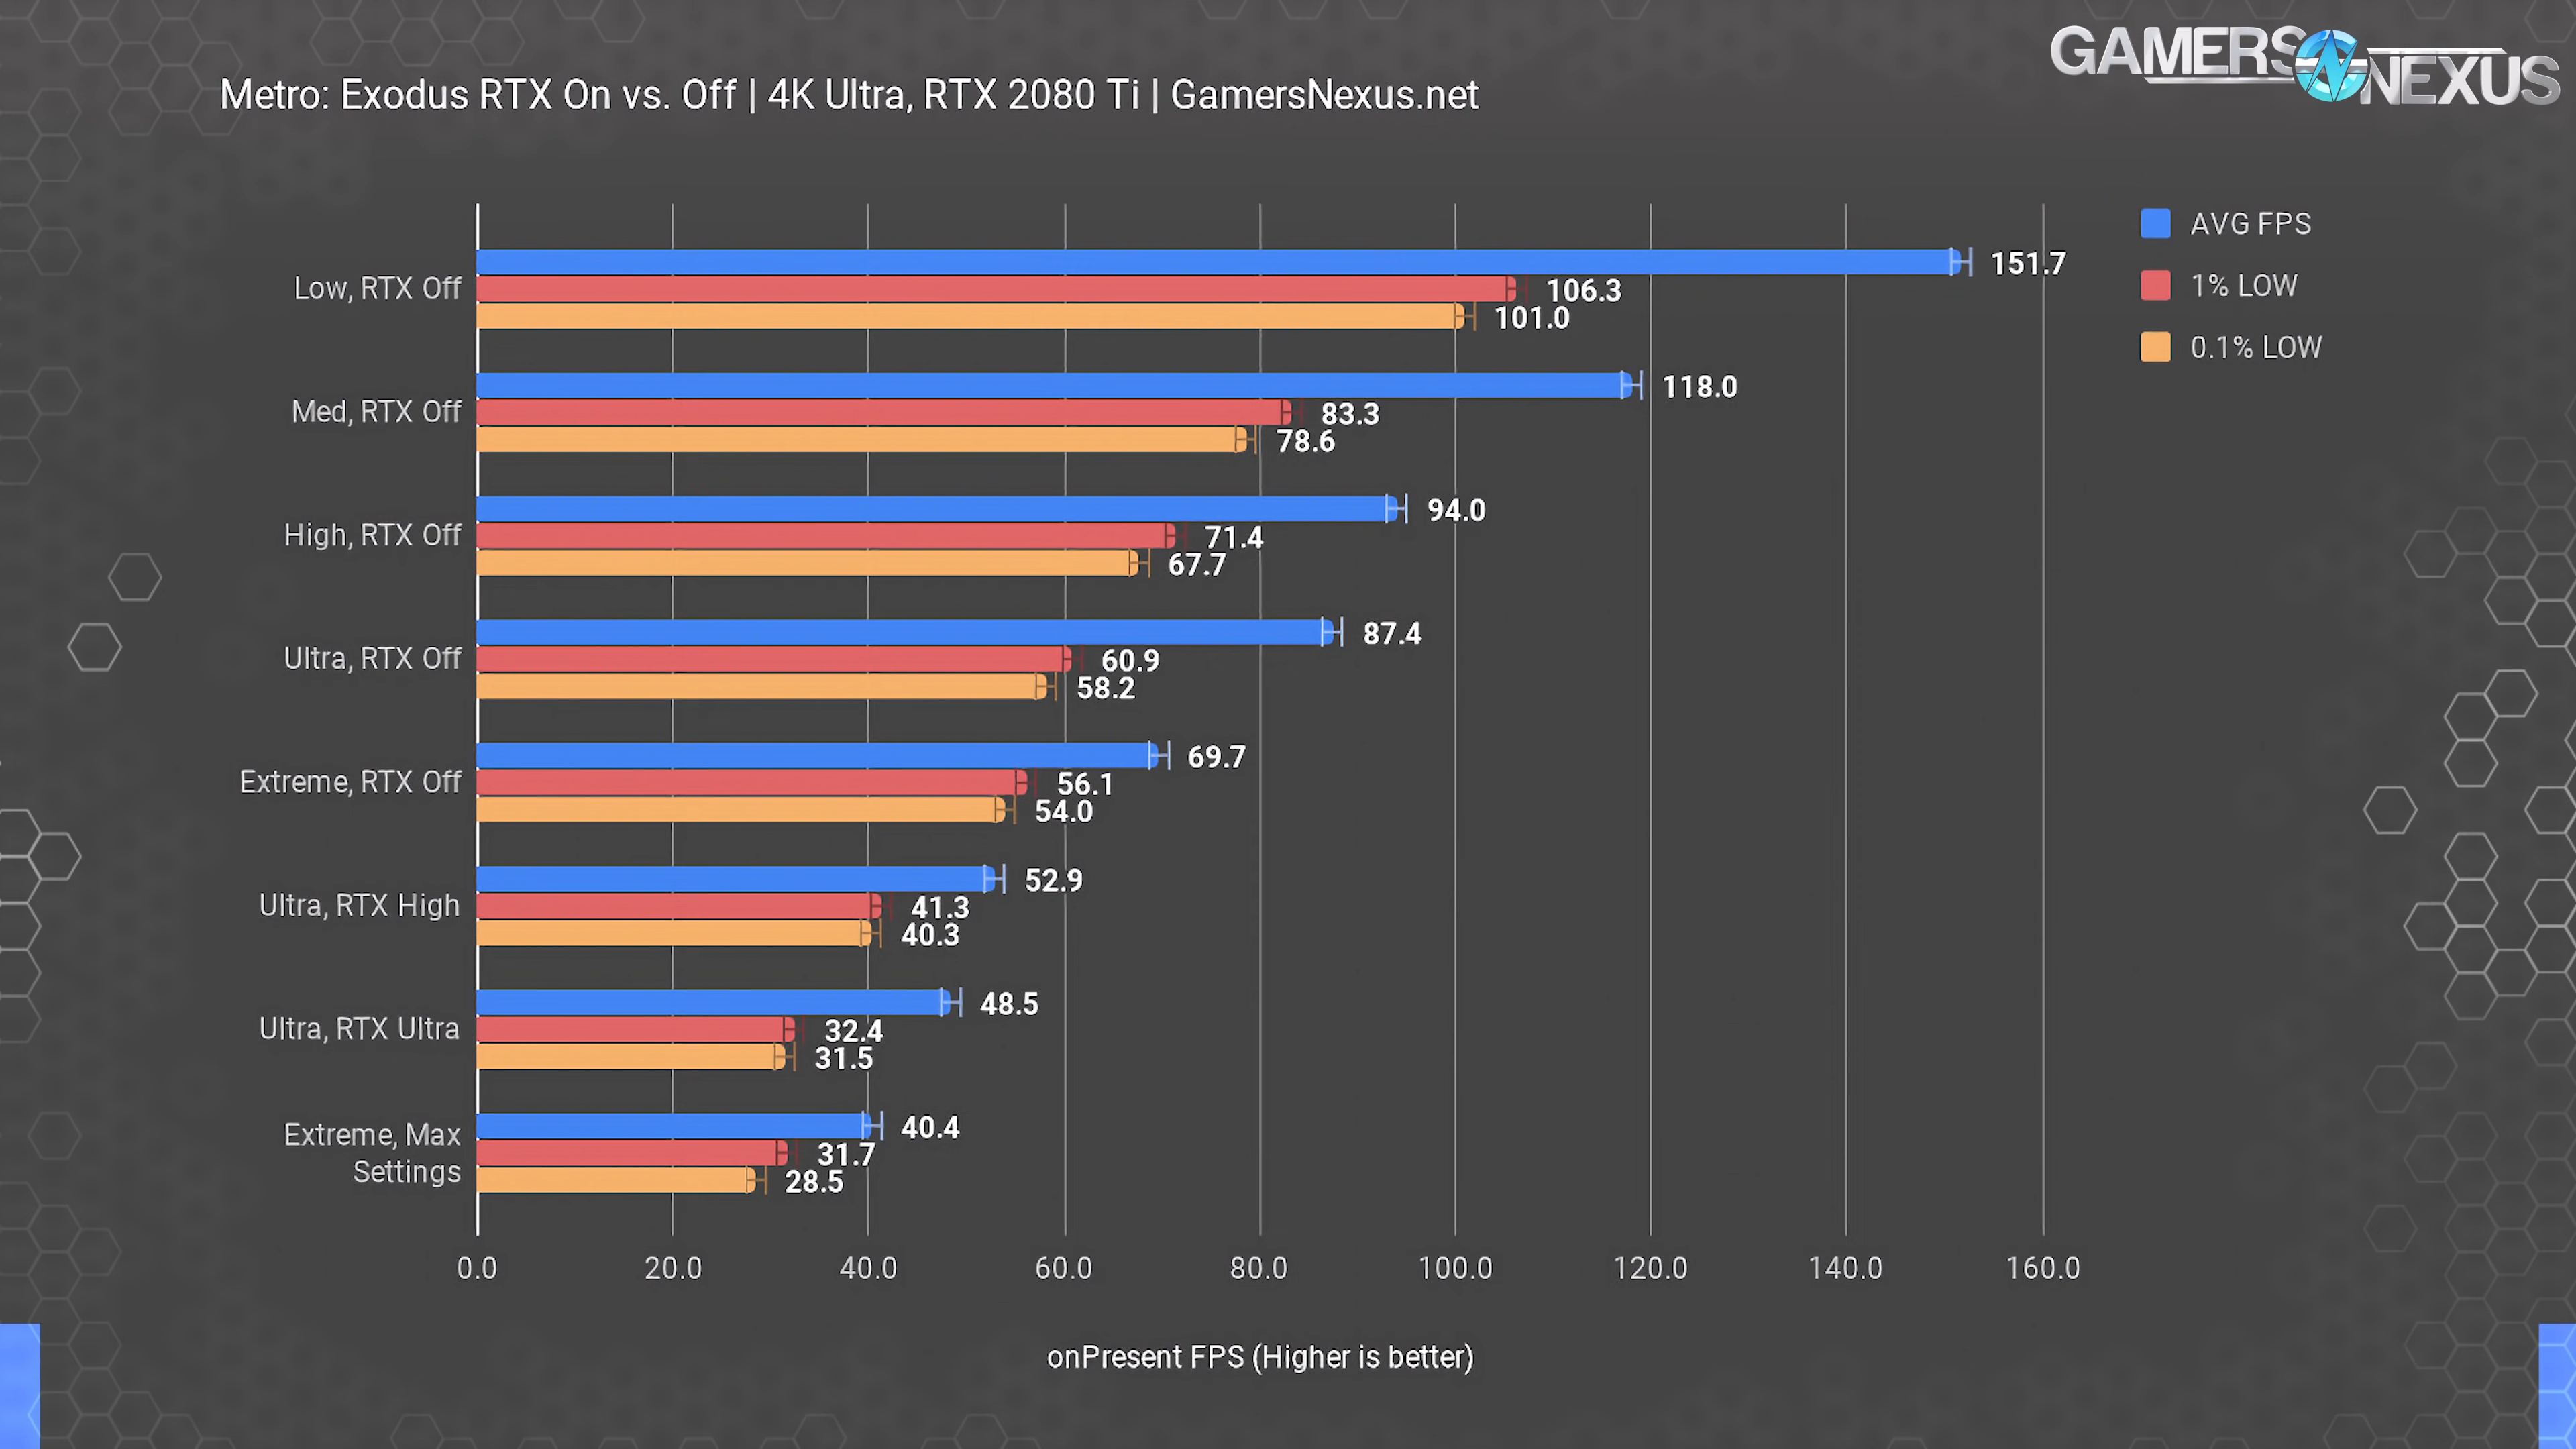 GAMERS NEXUS
Metro: Exodus RTX On vs. Off | 4K Ultra, RTX 2080 Ti | GamersNexus.net
AVG FPS
1% LOW
0.1% LOW
Low, RTX Off
151.7
106.3
101.0
Med, RTX Off
118.0
83.3
78.6
High, RTX Off
94.0
71.4
67.7
Ultra, RTX Off
87.4
60.9
58.2
Extreme, RTX Off
69.7
56.1
54.0
Ultra, RTX High
52.9
41.3
40.3
Ultra, RTX Ultra
48.5
32.4
31.5
Extreme, Max
Settings
40.4
31.7
28.5
0.0 20.0 40.0 60.0 80.0 100.0 120.0 140.0 160.0
onPresent FPS (Higher is better)